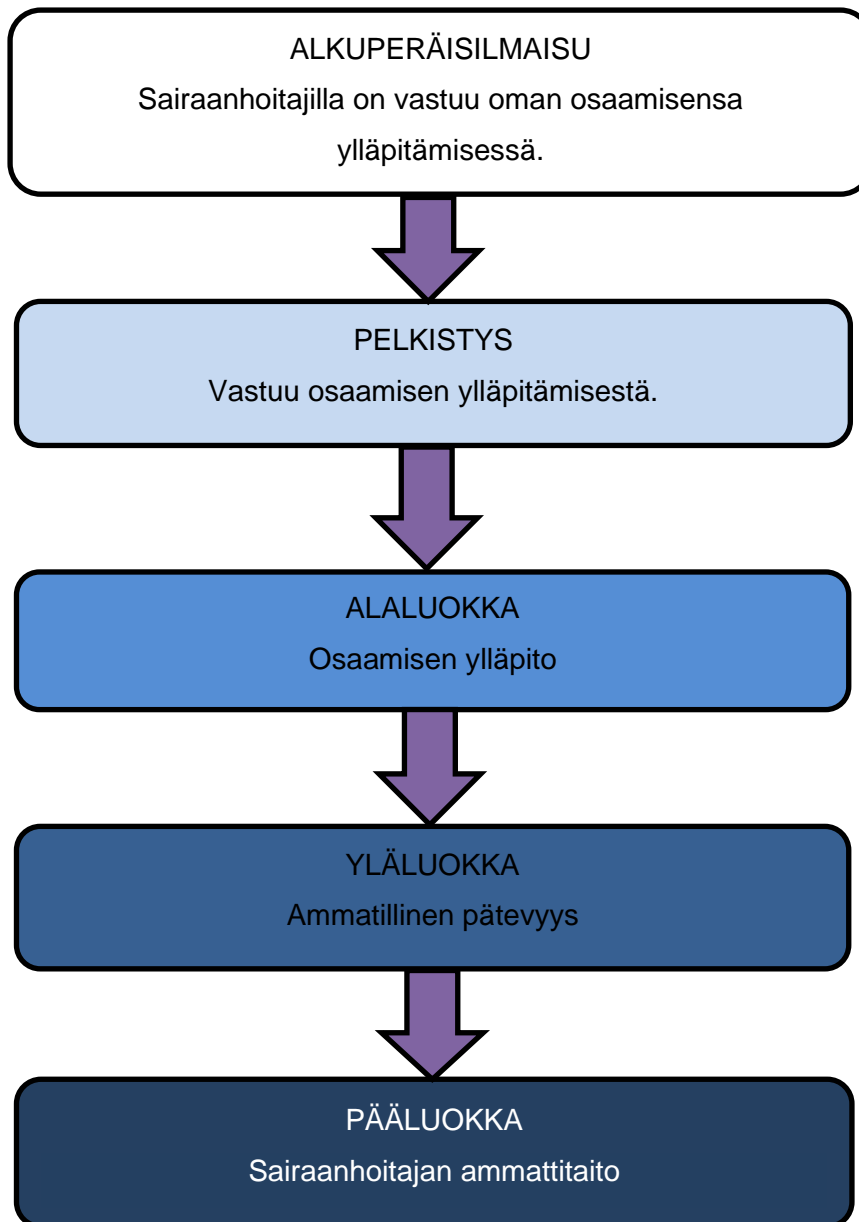 ALKUPERÄISILMAISU
Sairaanhoitajilla on vastuu oman osaamisensa
ylläpitämisessä.
PELKISTYS
Vastuu osaamisen ylläpitämisestä.
ALALUOKKA
Osaamisen ylläpito
YLÄLUOKKA
Ammatillinen pätevyys
PÄÄLUOKKA
Sairaanhoitajan ammattitaito